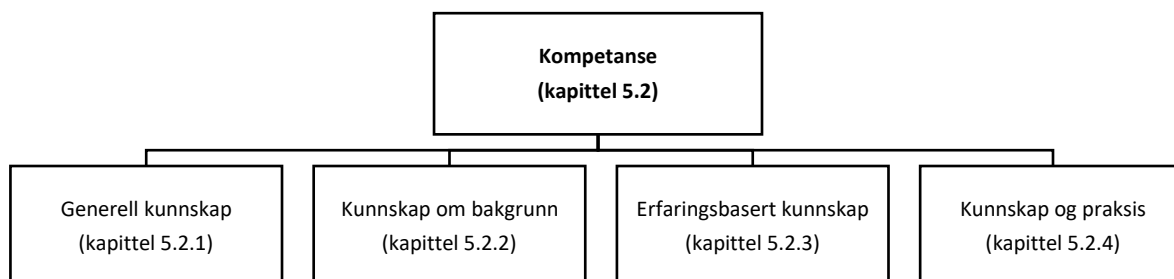 Kompetanse
(kapittel 5.2)
Generell kunnskap
(kapittel 5.2.1)
Kunnskap om bakgrunn
(kapittel 5.2.2)
Erfaringsbasert kunnskap
(kapittel 5.2.3)
Kunnskap og praksis
(kapittel 5.2.4)